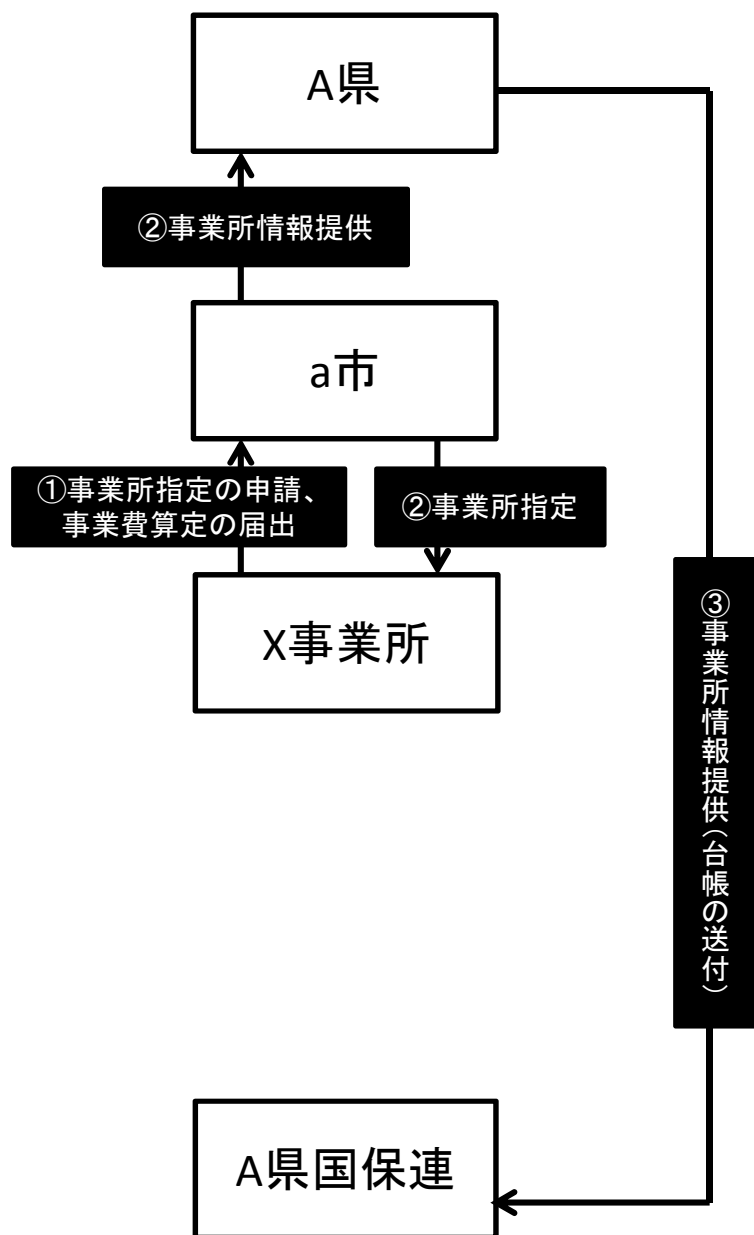 A県
②事業所情報提供
a市
①事業所指定の申請、
事業費算定の届出
②事業所指定
X事業所
③事業所情報提供(台帳の送付)
A県国保連